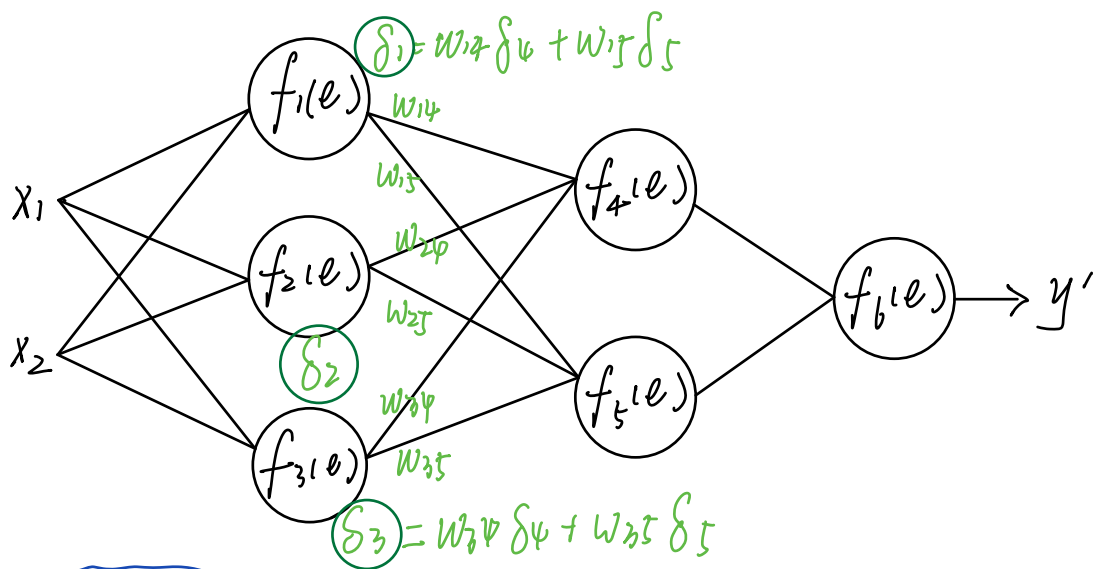 δ₁ = w₁₄ δ₄ + w₁₅ δ₅
f₁(e)
w₁₄
w₁₅
f₄(e)
x₁
w₂₄
f₂(e)
w₂₅
f₆(e)
y'
x₂
δ₂
w₃₄
f₅(e)
f₃(e)
w₃₅
δ₃ = w₃₄ δ₄ + w₃₅ δ₅